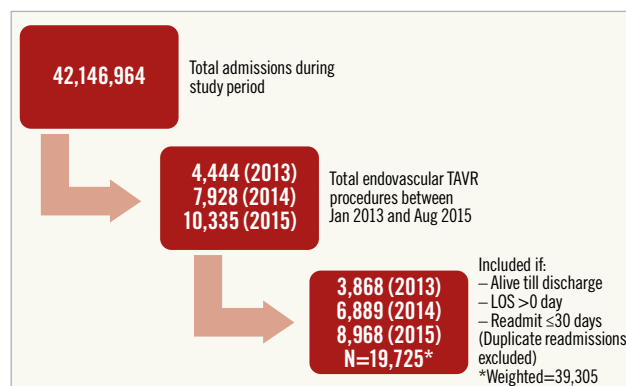 42,146,964
Total admissions during
study period
4,444 (2013)
7,928 (2014)
10,335 (2015)
Total endovascular TAVR
procedures between
Jan 2013 and Aug 2015
3,868 (2013)
6,889 (2014)
8,968 (2015)
N=19,725*
Included if:
– Alive till discharge
– LOS >0 day
– Readmit ≤30 days
(Duplicate readmissions
excluded)
*Weighted=39,305